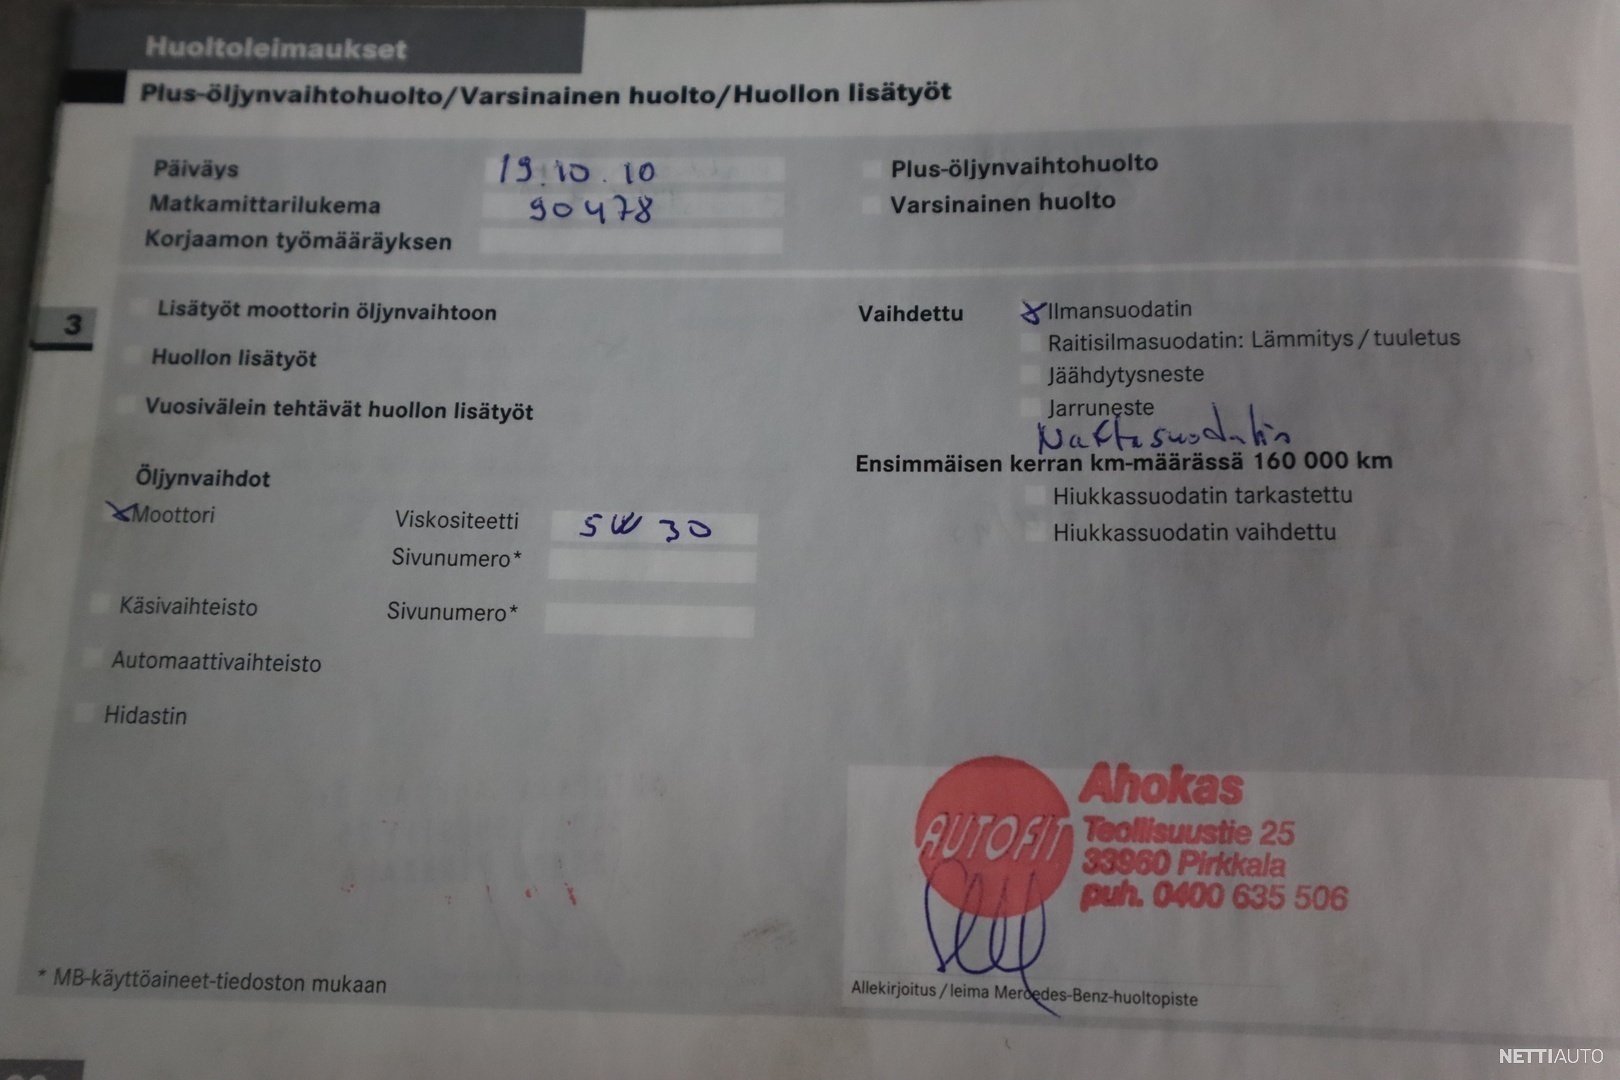 Huoltoleimaukset
Plus-öljynvaihtohuolto/Varsinainen huolto/Huollon lisätyöt
Päiväys 19.10.10
Plus-öljynvaihtohuolto
Matkamittarilukema 90478
Varsinainen huolto
Korjaamon työmääräyksen
3
Lisätyöt moottorin öljynvaihtoon
Huollon lisätyöt
Vuosivälein tehtävät huollon lisätyöt
Vaihdettu
Ilmansuodatin
Raitisilmasuodatin: Lämmitys/tuuletus
Jäähdytysneste
Jarruneste
Naftasuodatin
Ensimmäisen kerran km-määrässä 160 000 km
Hiukkassuodatin tarkastettu
Hiukkassuodatin vaihdettu
Öljynvaihdot
Moottori
Viskositeetti 5W30
Sivunumero*
Käsivaihteisto
Sivunumero*
Automaattivaihteisto
Hidastin
AUTOFIT
Ahokas
Teollisuustie 25
33960 Pirkkala
puh. 0400 635 506
* MB-käyttöaineet-tiedoston mukaan
Allekirjoitus/leima Mercedes-Benz-huoltopiste
NETTIAUTO